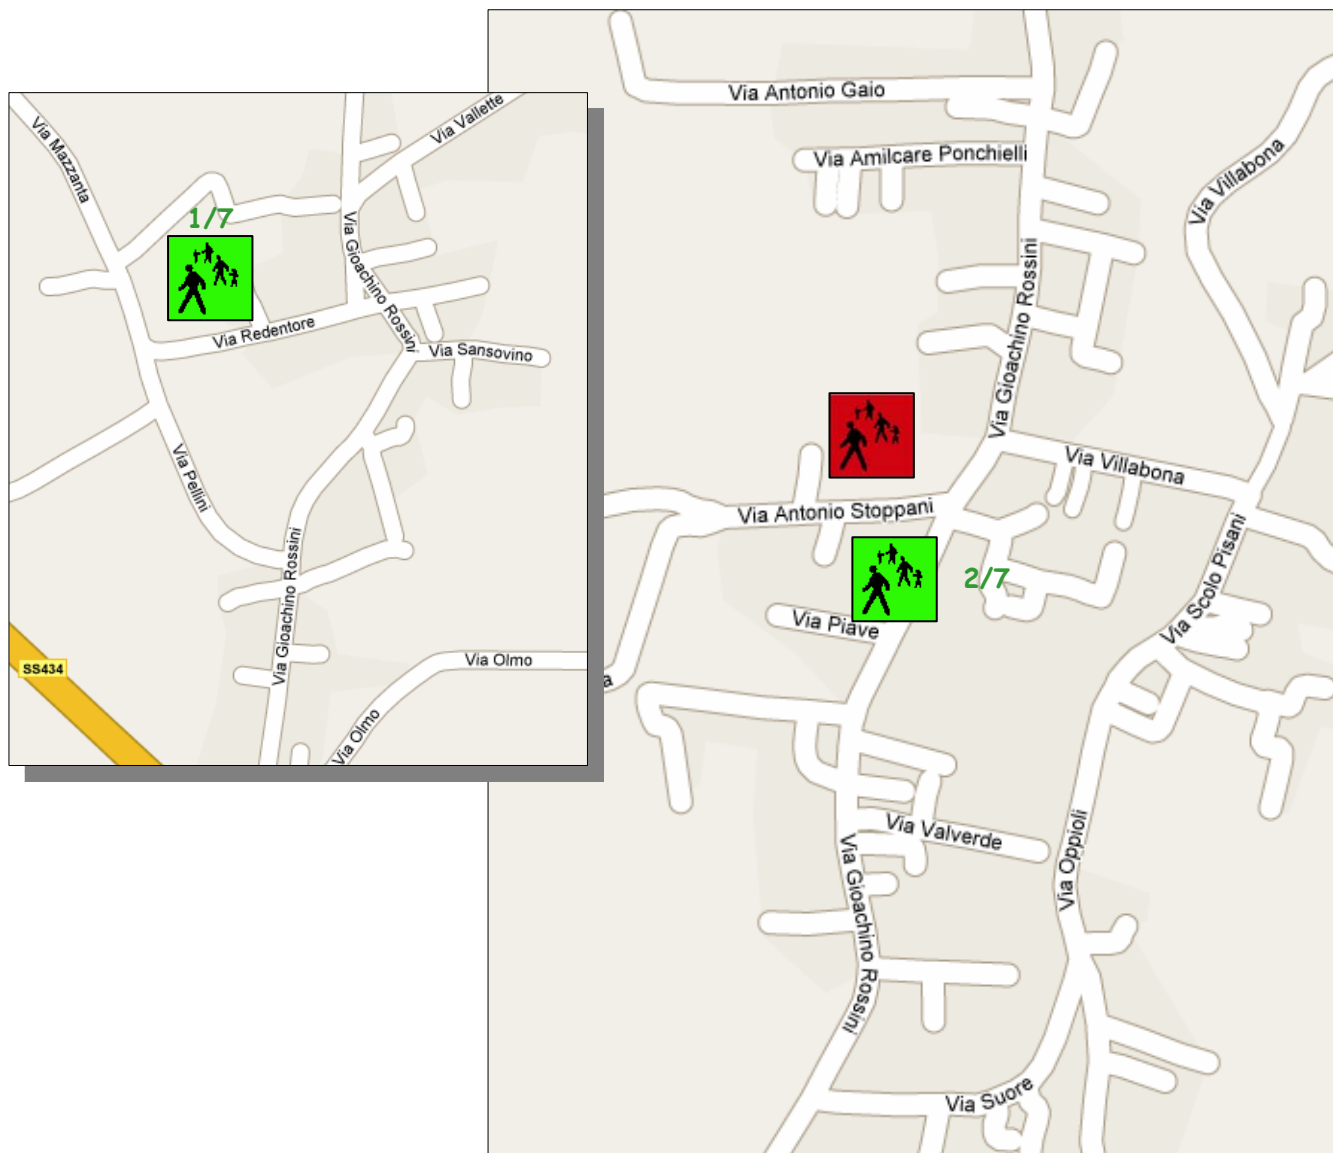 Via Mazzanta
Via Vallette
1/7
Via Gioachino Rossini
Via Redentore
Via Sansovino
Via Pellini
Via Gioachino Rossini
SS434
Via Olmo
Via Olmo
Via Antonio Gaio
Via Amilcare Ponchielli
Via Villabona
Via Gioachino Rossini
Via Villabona
Via Antonio Stoppani
2/7
Via Scolo Pisani
Via Piave
a
Via Valverde
Via Oppioli
Via Gioachino Rossini
Via Suore